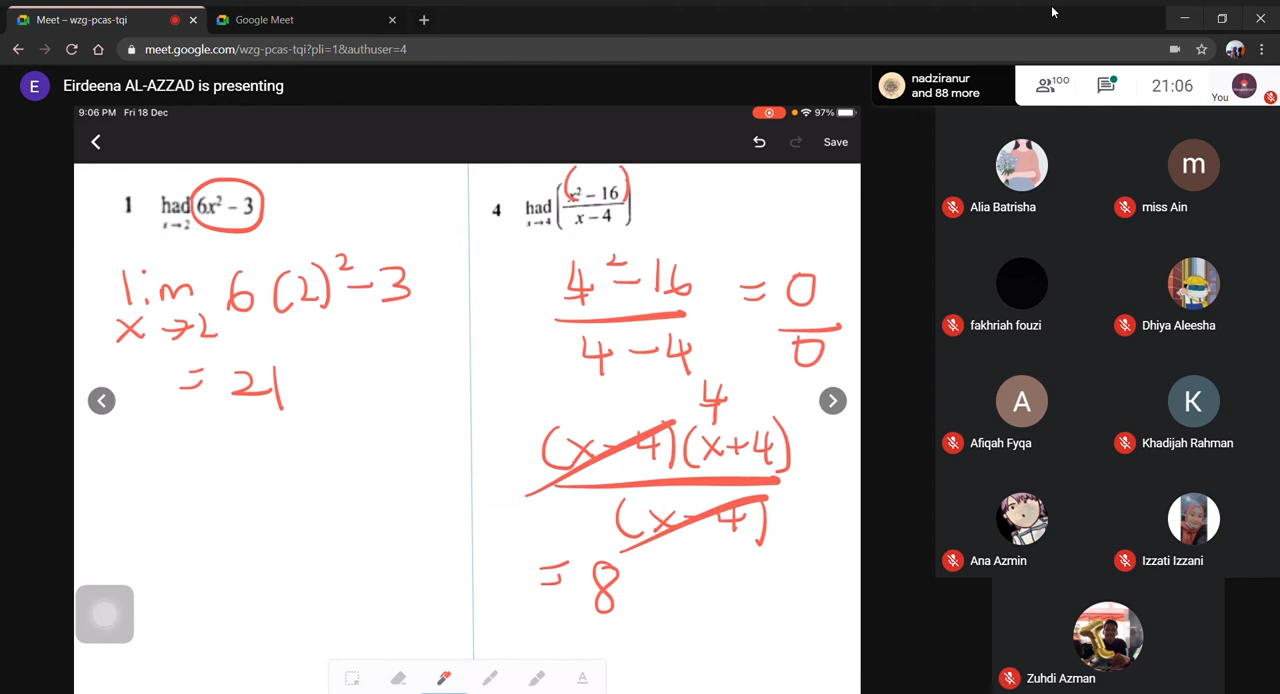 Meet – wzg-pcas-tqi
Google Meet
meet.google.com/wzg-pcas-tqi?pli=1&authuser=4
E
Eirdeena AL-AZZAD is presenting
nadziranur
and 88 more
100
21:06
You
9:06 PM Fri 18 Dec
97%
Save
1 had 6x² – 3
x→2
lim 6(2)² – 3
x→2
= 21
4 had (x² – 16
x→4 x – 4)
4² – 16 = 0
4 – 4 0
4
(x – 4)(x + 4)
(x – 4)
= 8
A
Alia Batrisha
m
miss Ain
fakhriah fouzi
Dhiya Aleesha
A
Afiqah Fyqa
K
Khadijah Rahman
Ana Azmin
Izzati Izzani
Zuhdi Azman